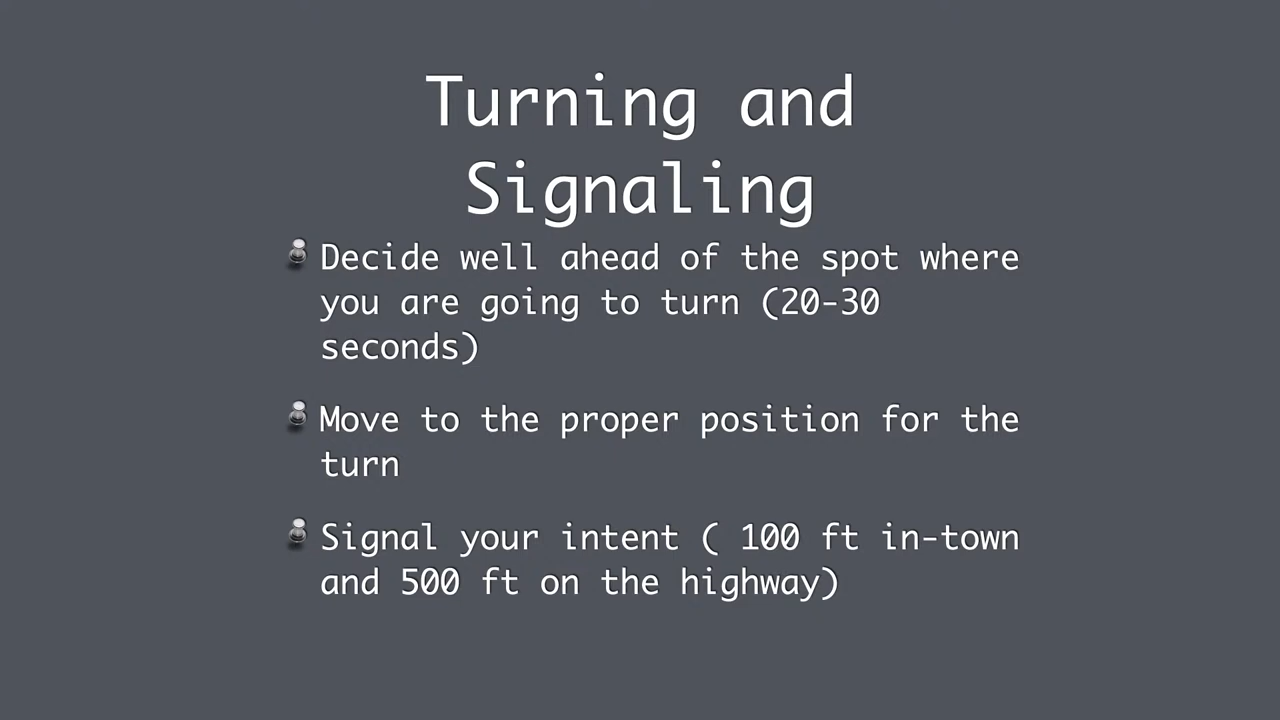 Turning and
Signaling
Decide well ahead of the spot where
you are going to turn (20-30
seconds)
Move to the proper position for the
turn
Signal your intent ( 100 ft in-town
and 500 ft on the highway)